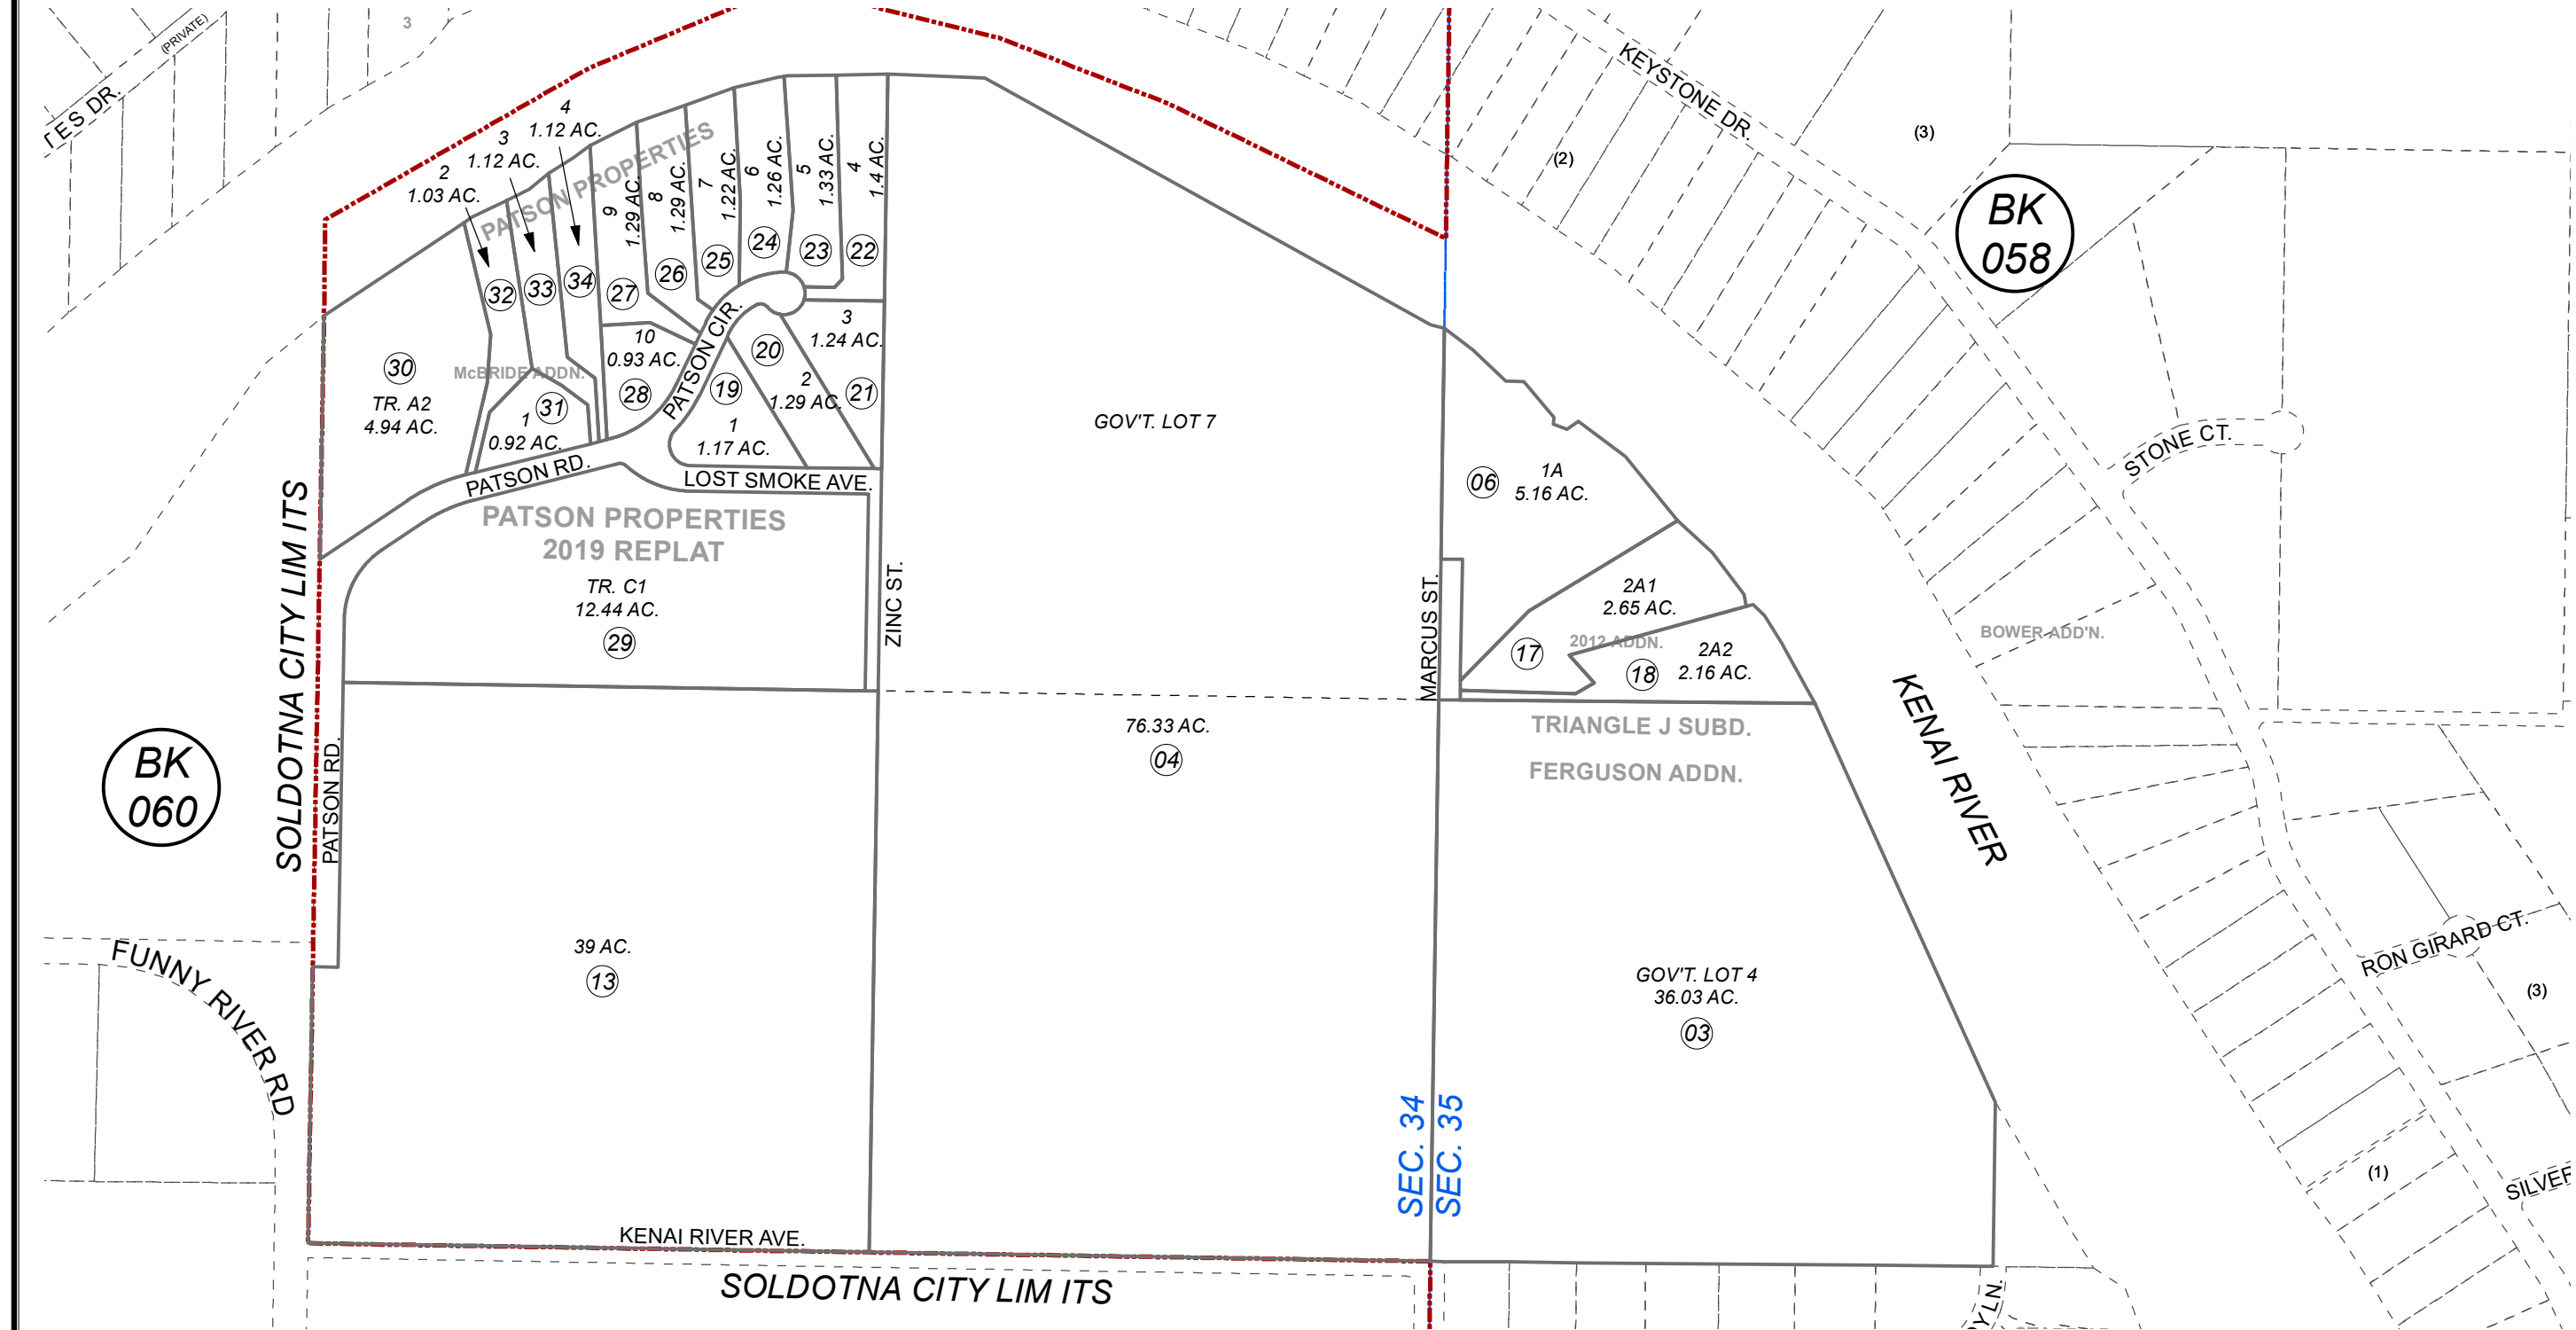 3
(PRIVATE)
TES DR.
4
1.12 AC.
3
1.12 AC.
2
1.03 AC.
PATSON PROPERTIES
9
1.29 AC.
8
1.29 AC.
7
1.22 AC.
6
1.26 AC.
5
1.33 AC.
4
1.4 AC.
KEYSTONE DR.
(2)
(3)
BK
058
32
33
34
27
26
25
24
23
22
30
TR. A2
4.94 AC.
McBRIDE ADDN.
31
1
0.92 AC.
10
0.93 AC.
28
PATSON CIR.
20
19
1
1.17 AC.
3
1.24 AC.
2
1.29 AC.
21
GOV'T. LOT 7
PATSON RD.
LOST SMOKE AVE.
PATSON PROPERTIES
2019 REPLAT
TR. C1
12.44 AC.
29
ZINC ST.
SOLDOTNA CITY LIM ITS
06
1A
5.16 AC.
STONE CT.
MARCUS ST.
2A1
2.65 AC.
17
2012 ADDN.
18
2A2
2.16 AC.
BOWER ADD'N.
BK
060
PATSON RD.
76.33 AC.
04
TRIANGLE J SUBD.
FERGUSON ADDN.
KENAI RIVER
FUNNY RIVER RD
39 AC.
13
GOV'T. LOT 4
36.03 AC.
03
RON GIRARD CT.
(3)
SEC. 34
SEC. 35
(1)
SILVER
KENAI RIVER AVE.
SOLDOTNA CITY LIM ITS
YLN.